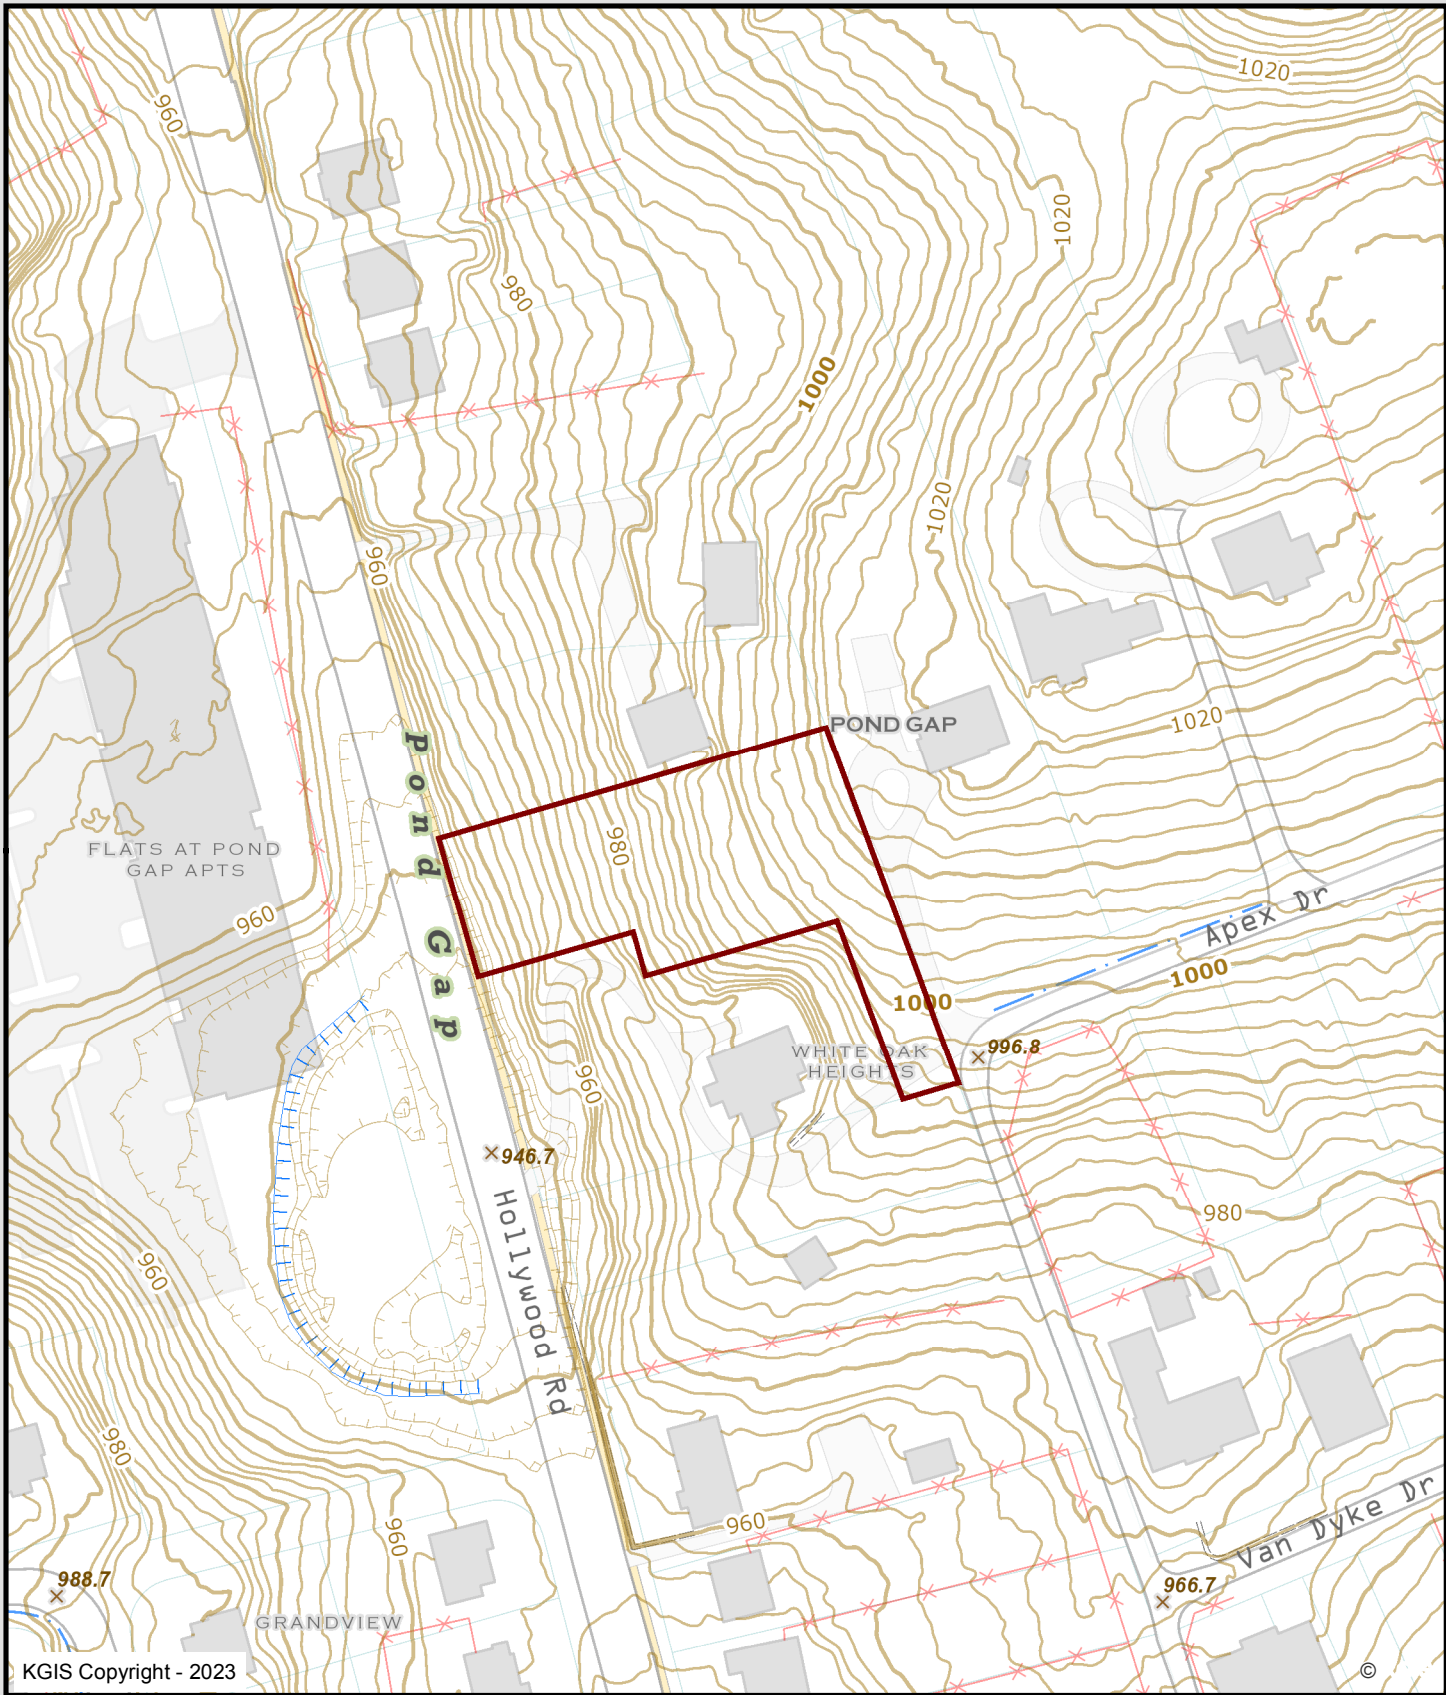 1020
960
1020
980
1000
1020
960
POND GAP
1020
Pond Gap
980
FLATS AT POND
GAP APTS
960
Apex Dr
1000
1000
996.8
WHITE OAK
HEIGHTS
960
946.7
Hollywood Rd
980
960
980
960
960
Van Dyke Dr
988.7
966.7
GRANDVIEW
KGIS Copyright - 2023
©